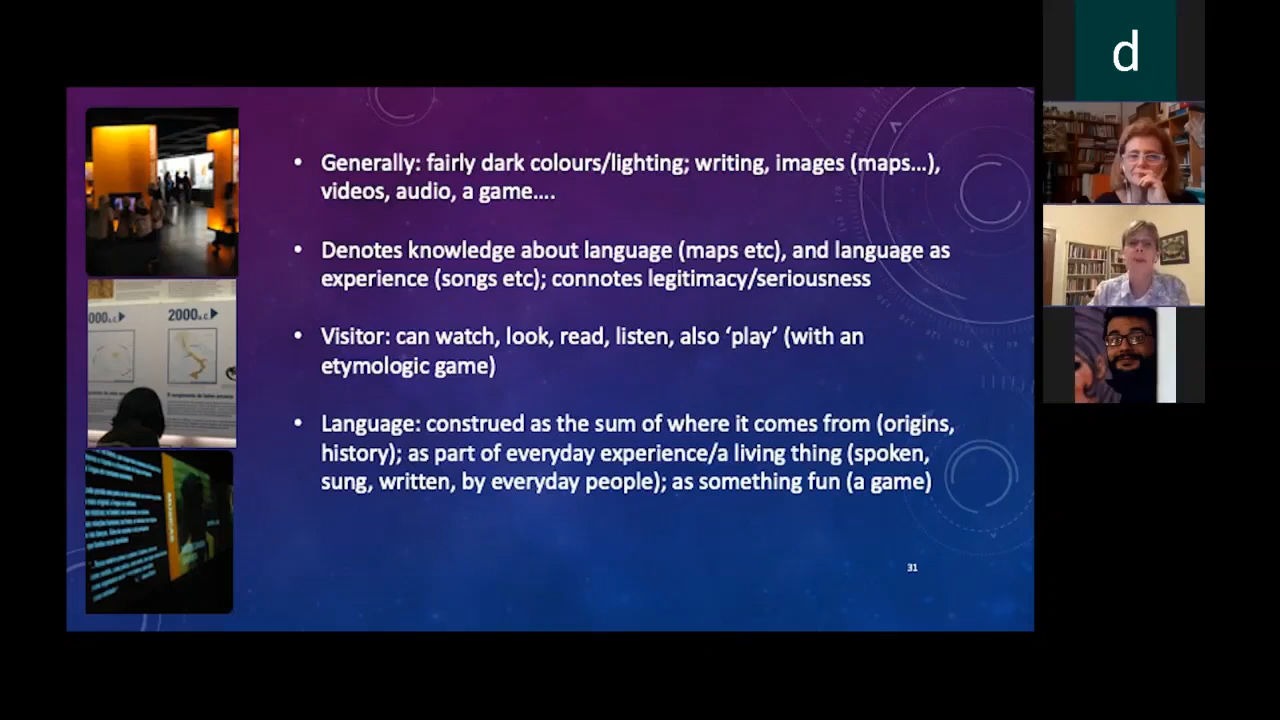 d
• Generally: fairly dark colours/lighting; writing, images (maps...),
videos, audio, a game....
• Denotes knowledge about language (maps etc), and language as
experience (songs etc); connotes legitimacy/seriousness
• Visitor: can watch, look, read, listen, also ‘play’ (with an
etymologic game)
• Language: construed as the sum of where it comes from (origins,
history); as part of everyday experience/a living thing (spoken,
sung, written, by everyday people); as something fun (a game)
2000 a.C.
31